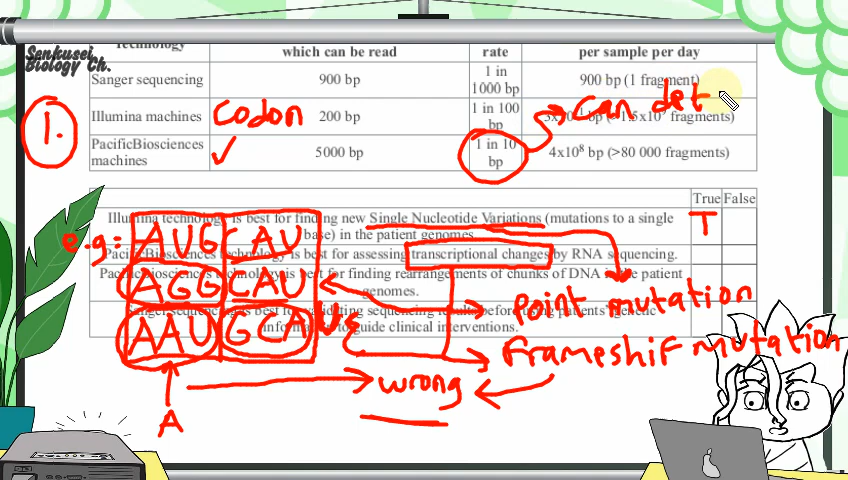 Senkusei
Biology Ch.
Technology
which can be read
rate
per sample per day
Sanger sequencing
900 bp
1 in
1000 bp
900 bp (1 fragment)
Illumina machines
codon
200 bp
1 in 100
bp
can det
fragments)
1.
PacificBiosciences
machines
✓
5000 bp
1 in 10
bp
4x10⁸ bp (>80 000 fragments)
True False
Illumina technology is best for finding new Single Nucleotide Variations (mutations to a single
base) in the patient genomes.
T
PacificBiosciences technology is best for assessing transcriptional changes by RNA sequencing.
PacificBiosciences technology is best for finding rearrangements of chunks of DNA in the patient
genomes.
Sanger sequencing is best for validating sequencing results before using patients' genetic
information to guide clinical interventions.
e.g:
AUG CAU
AGG CAU
AAU GCA U
A
point mutation
frameshif mutation
wrong